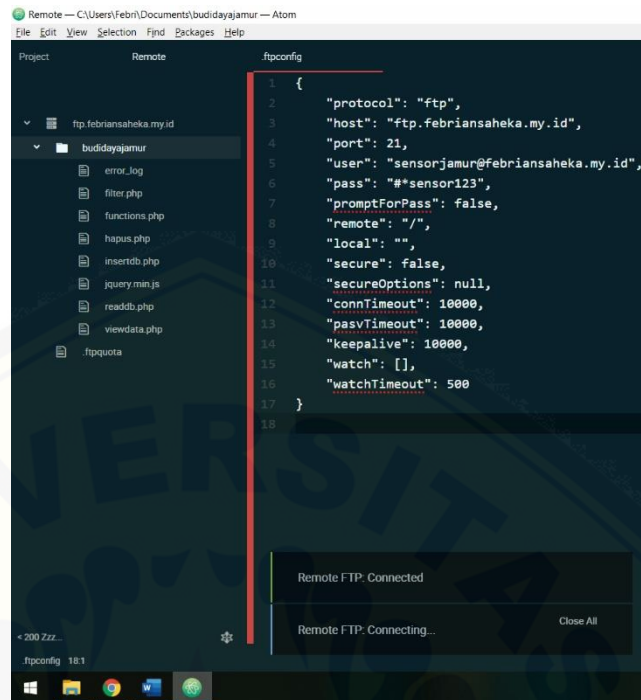 Remote — C:\Users\Febri\Documents\budidayajamur — Atom
File Edit View Selection Find Packages Help
Project Remote .ftpconfig
ftp.febriansaheka.my.id
budidayajamur
error_log
filter.php
functions.php
hapus.php
insertdb.php
jquery.min.js
readdb.php
viewdata.php
.ftpquota
1 {
2 "protocol": "ftp",
3 "host": "ftp.febriansaheka.my.id",
4 "port": 21,
5 "user": "sensorjamur@febriansaheka.my.id",
6 "pass": "#*sensor123",
7 "promptForPass": false,
8 "remote": "/",
9 "local": "",
10 "secure": false,
11 "secureOptions": null,
12 "connTimeout": 10000,
13 "pasvTimeout": 10000,
14 "keepalive": 10000,
15 "watch": [],
16 "watchTimeout": 500
17 }
18
Remote FTP: Connected
Remote FTP: Connecting...
Close All
< 200 Zzz...
.ftpconfig 18:1